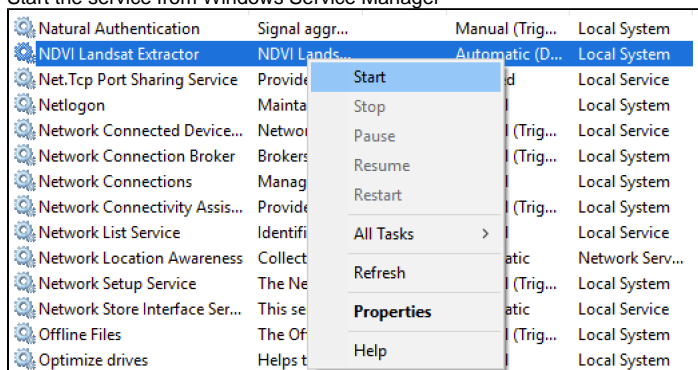 Start the service from Windows Service Manager
Natural Authentication Signal aggr... Manual (Trig... Local System
NDVI Landsat Extractor NDVI Lands... Automatic (D... Local System
Net.Tcp Port Sharing Service Provide Start d Local Service
Netlogon Mainta Stop l Local System
Network Connected Device... Networ Pause l (Trig... Local Service
Network Connection Broker Brokers Resume l (Trig... Local System
Network Connections Manag Restart l Local System
Network Connectivity Assis... Provide l (Trig... Local System
Network List Service Identifi All Tasks > l Local Service
Network Location Awareness Collect Refresh atic Network Serv...
Network Setup Service The Ne l (Trig... Local System
Network Store Interface Ser... This se Properties atic Local Service
Offline Files The Of l (Trig... Local System
Optimize drives Helps t Help l Local System